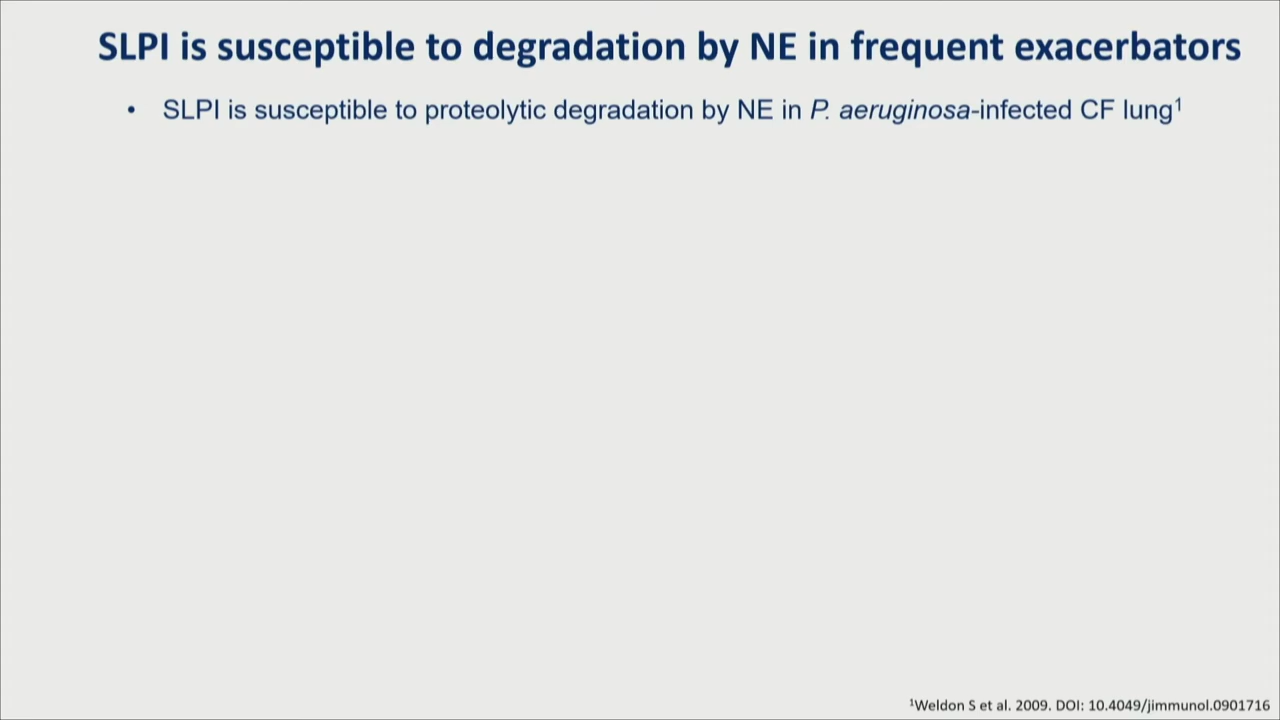 SLPI is susceptible to degradation by NE in frequent exacerbators
• SLPI is susceptible to proteolytic degradation by NE in P. aeruginosa-infected CF lung¹
¹Weldon S et al. 2009. DOI: 10.4049/jimmunol.0901716